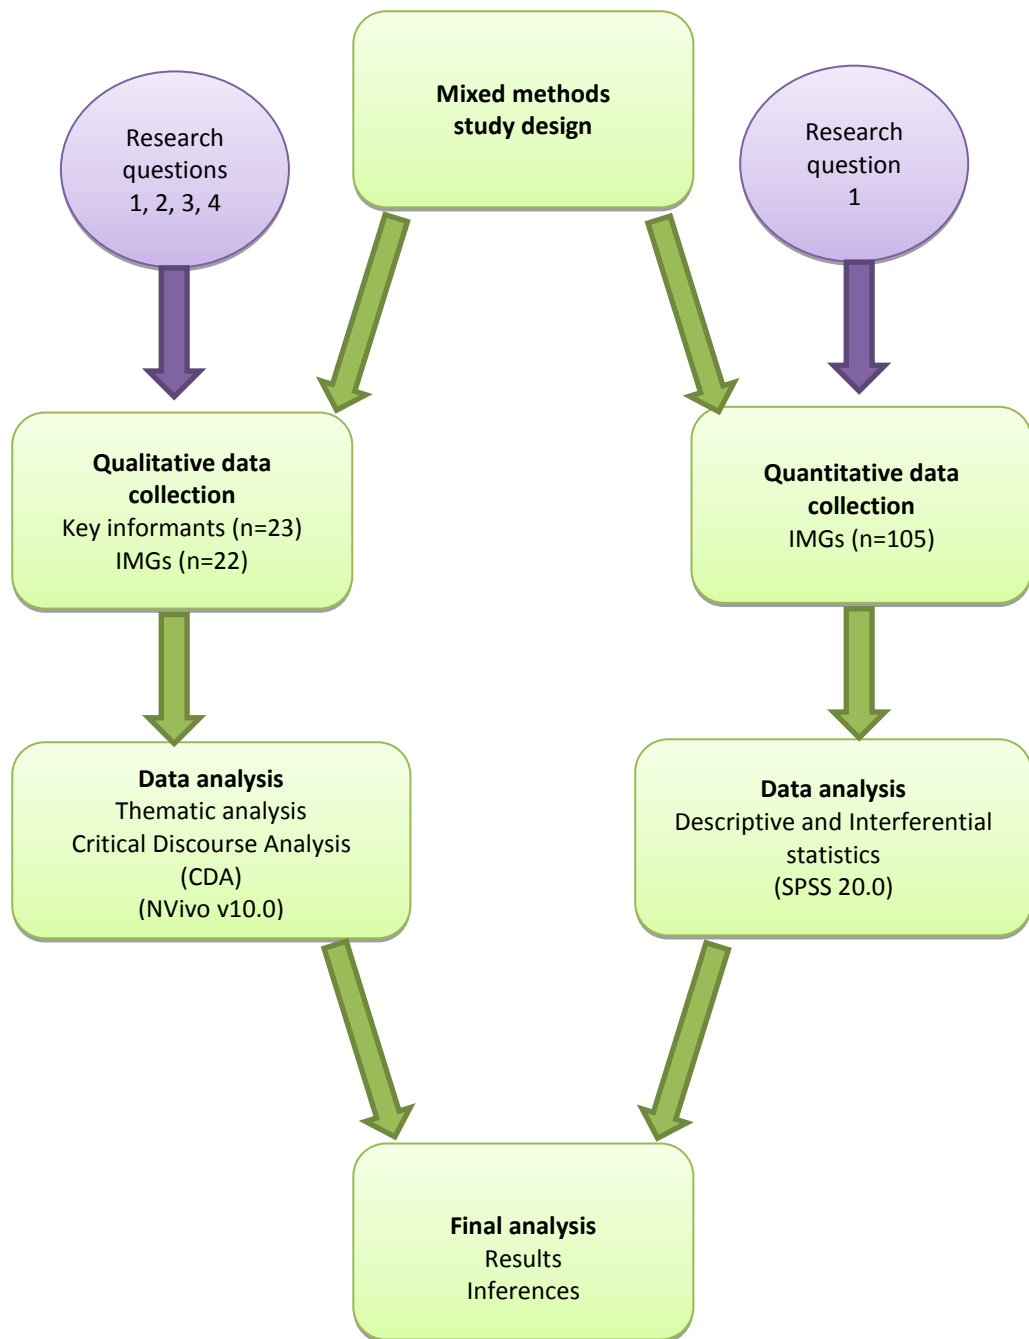 Mixed methods
study design
Research
questions
1, 2, 3, 4
Research
question
1
Qualitative data
collection
Key informants (n=23)
IMGs (n=22)
Quantitative data
collection
IMGs (n=105)
Data analysis
Thematic analysis
Critical Discourse Analysis
(CDA)
(NVivo v10.0)
Data analysis
Descriptive and Interferential
statistics
(SPSS 20.0)
Final analysis
Results
Inferences